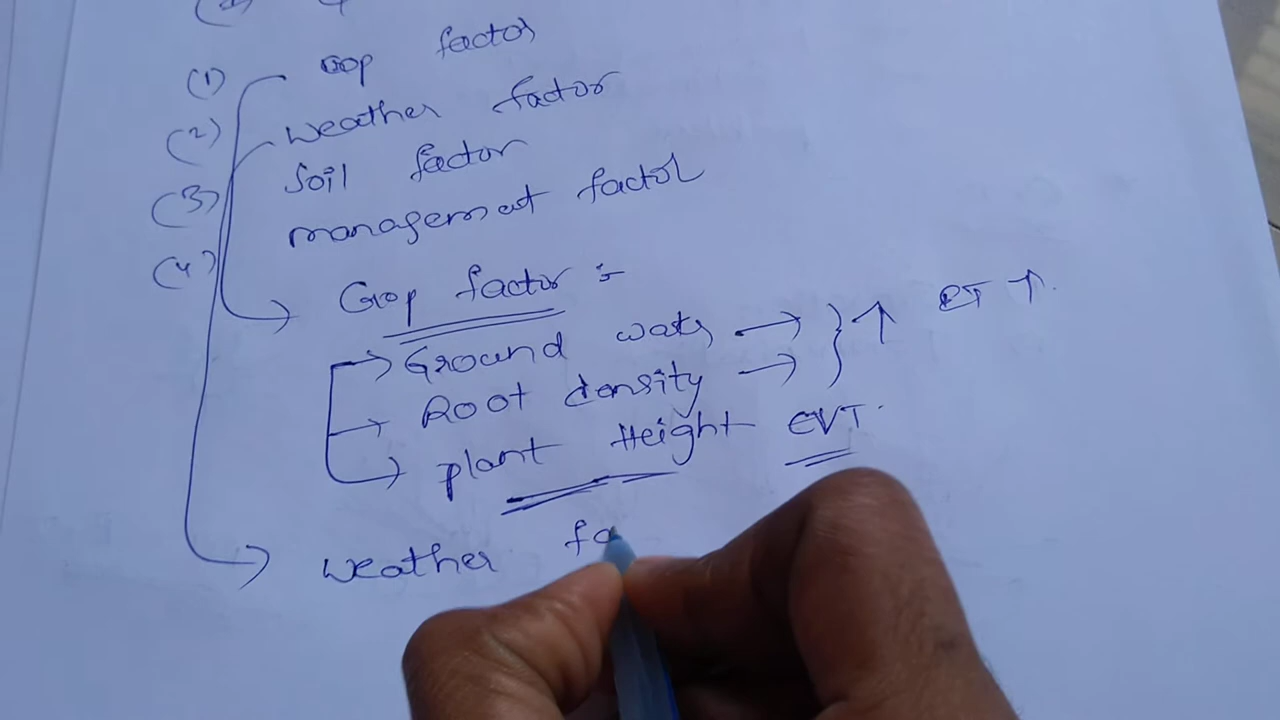 (1) Crop factor
(2) Weather factor
(3) Soil factor
(4) management factor
Crop factor :-
Ground → } ↑ ET ↑.
→ Root density →
→ plant Height EVT.
→ Weather fa